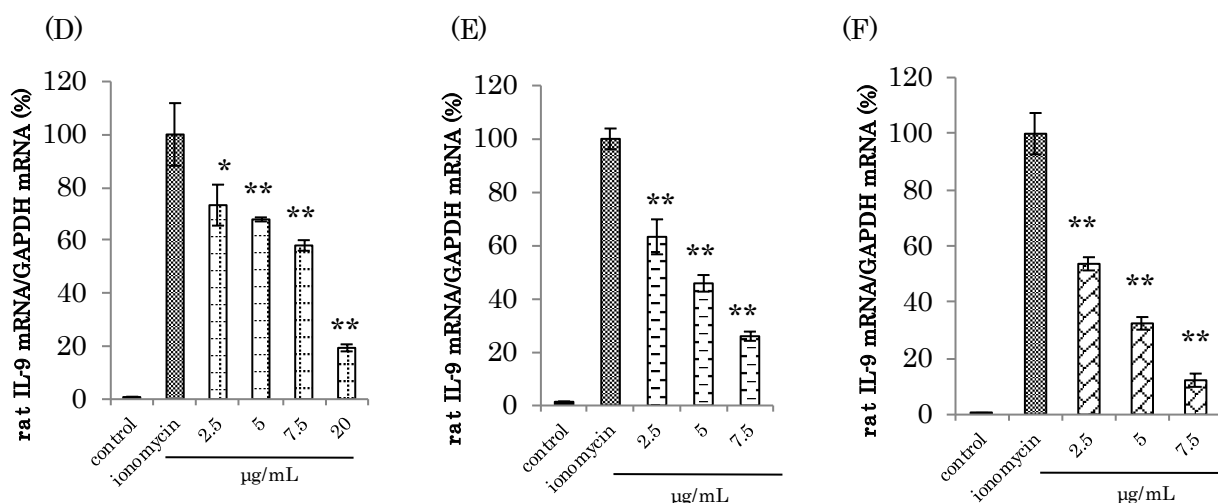 (D)
rat IL-9 mRNA/GAPDH mRNA (%)
120
100
80
60
40
20
0
*
**
**
**
control
ionomycin
2.5
5
7.5
20
µg/mL
(E)
rat IL-9 mRNA/GAPDH mRNA (%)
120
100
80
60
40
20
0
**
**
**
control
ionomycin
2.5
5
7.5
µg/mL
(F)
rat IL-9 mRNA/GAPDH mRNA (%)
120
100
80
60
40
20
0
**
**
**
control
ionomycin
2.5
5
7.5
µg/mL